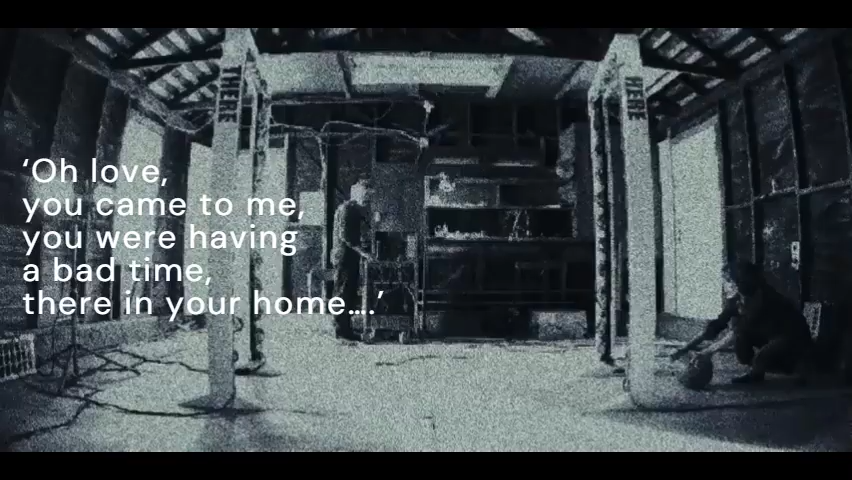 THERE
HERE
‘Oh love,
you came to me,
you were having
a bad time,
there in your home....’